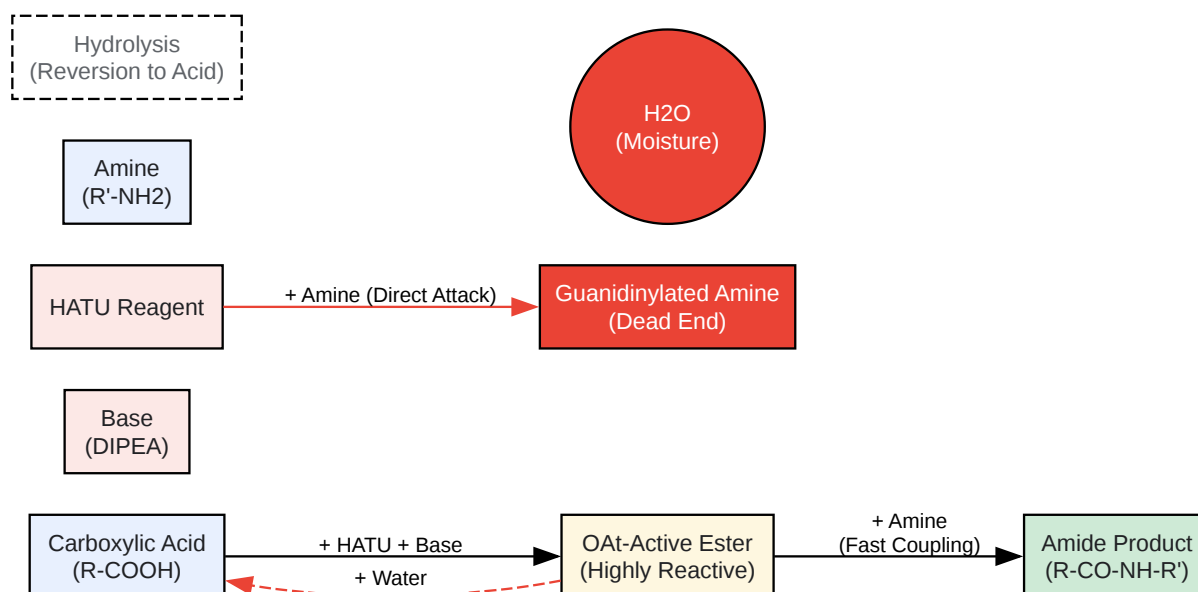 Hydrolysis
(Reversion to Acid)
H2O
(Moisture)
Amine
(R'-NH2)
HATU Reagent
+ Amine (Direct Attack)
Guanidinylated Amine
(Dead End)
Base
(DIPEA)
Carboxylic Acid
(R-COOH)
+ HATU + Base
+ Water
OAt-Active Ester
(Highly Reactive)
+ Amine
(Fast Coupling)
Amide Product
(R-CO-NH-R')